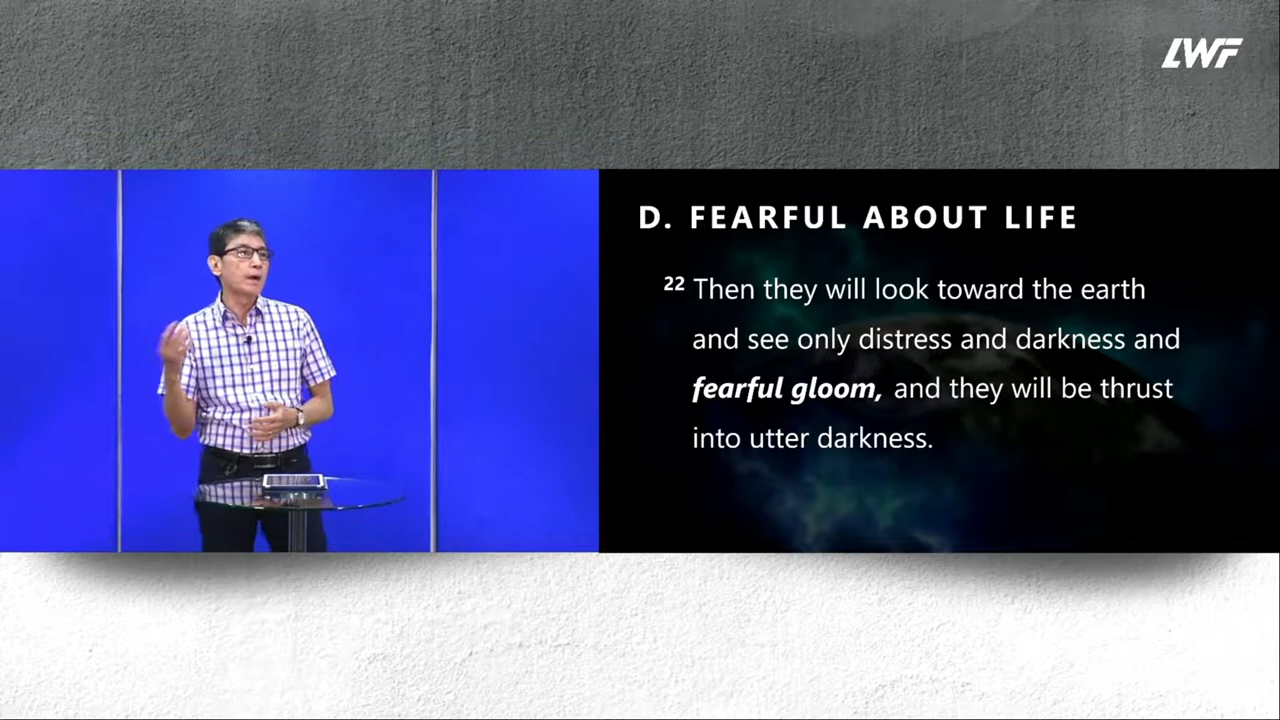 LWF
D. FEARFUL ABOUT LIFE
22 Then they will look toward the earth
and see only distress and darkness and
fearful gloom, and they will be thrust
into utter darkness.